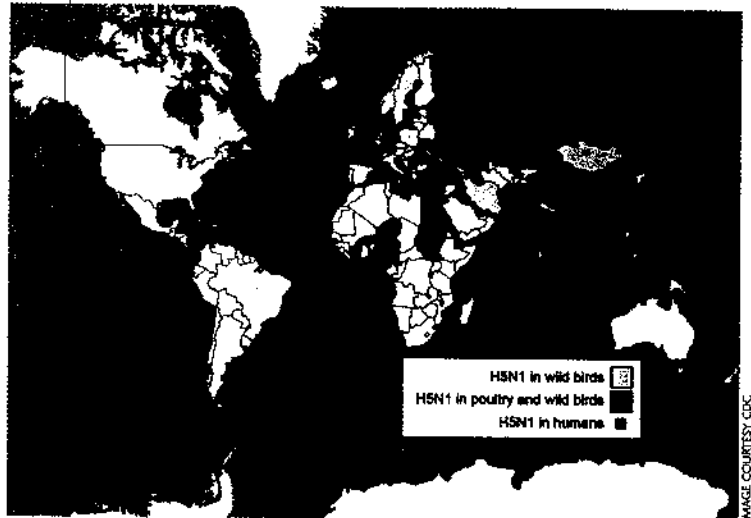 H5N1 in wild birds
H5N1 in poultry and wild birds
H5N1 in humans
IMAGE COURTESY CDC